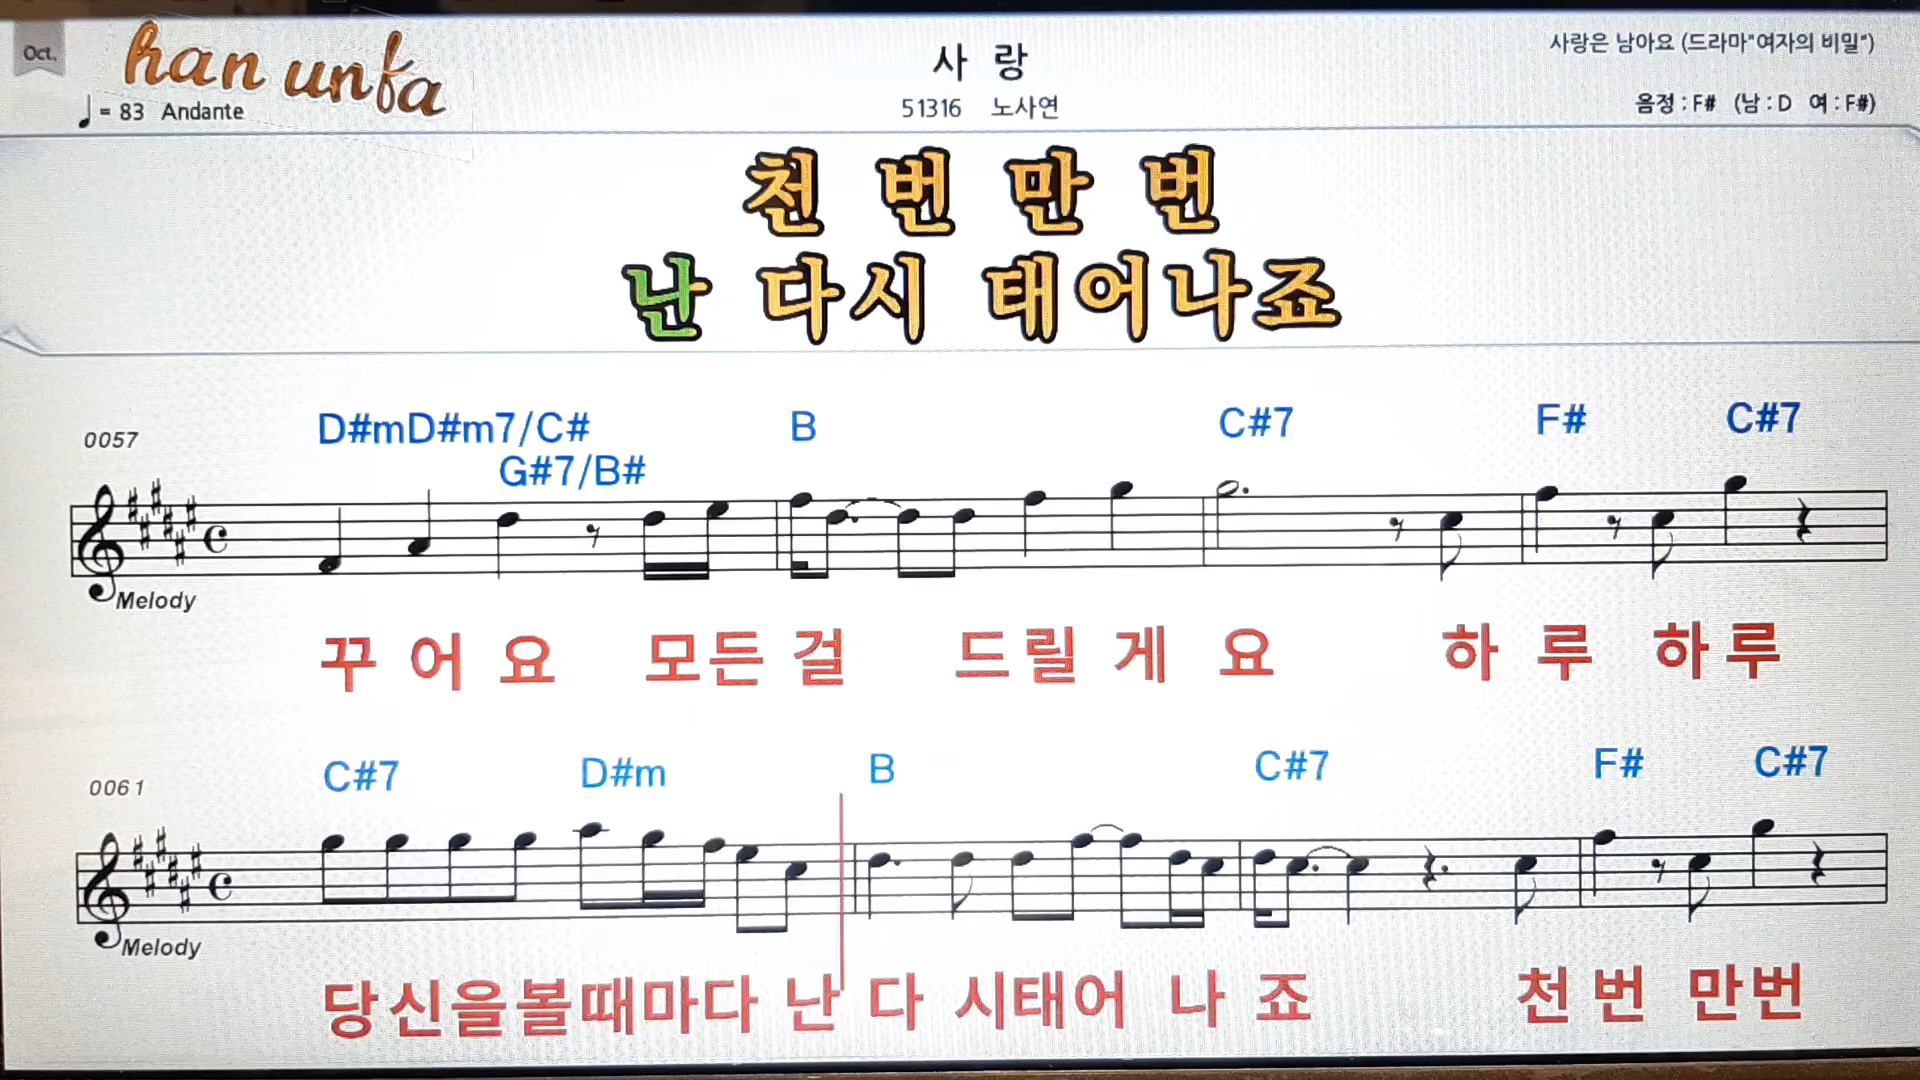 Oct.
han unfa
사 랑
사랑은 남아요 (드라마"여자의 비밀")
= 83 Andante
51316 노사연
음정 : F# (남 : D 여 : F#)
천 번 만 번
난 다시 태어나죠
D#mD#m7/C# B C#7 F# C#7
0057
G#7/B#
Melody
꾸 어 요 모든 걸 드릴 게 요 하 루 하루
C#7 D#m B C#7 F# C#7
0061
Melody
당신을볼때마다 난 다 시태어 나 죠 천 번 만번